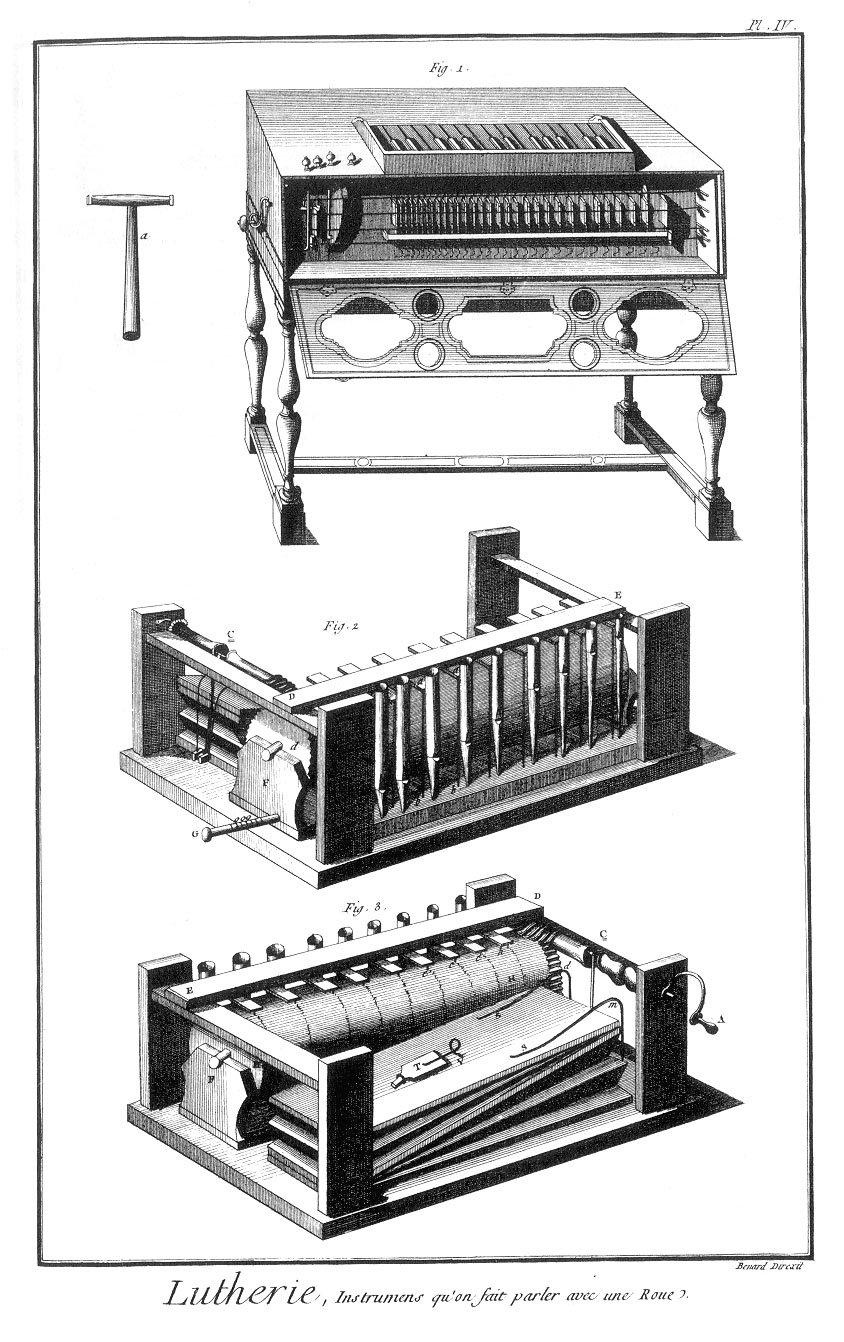 Pl. IV.
Fig. 1.
a
Fig. 2
C
E
D
d
F
G
Fig. 3.
D
C
E
d
H
d
m
A
F
g
g
T
Benard Direxit
Lutherie, Instrumens qu'on fait parler avec une Roue.